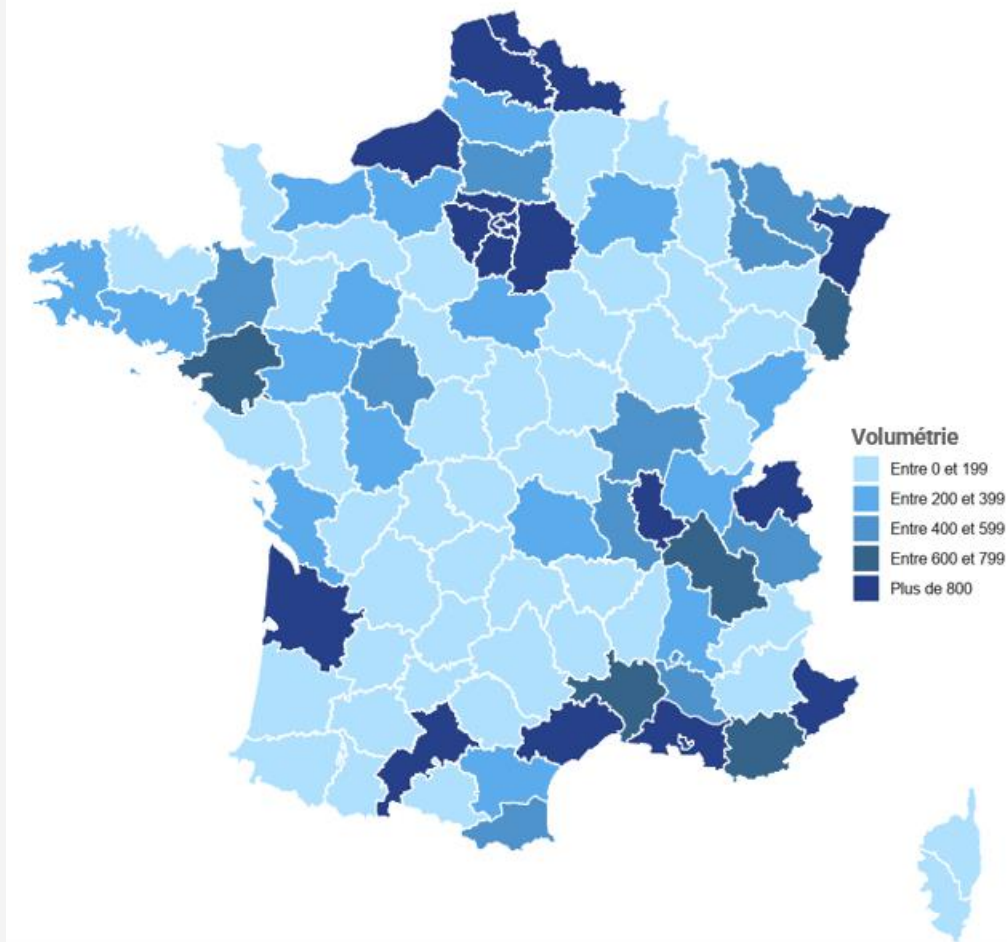 Volumétrie
Entre 0 et 199
Entre 200 et 399
Entre 400 et 599
Entre 600 et 799
Plus de 800